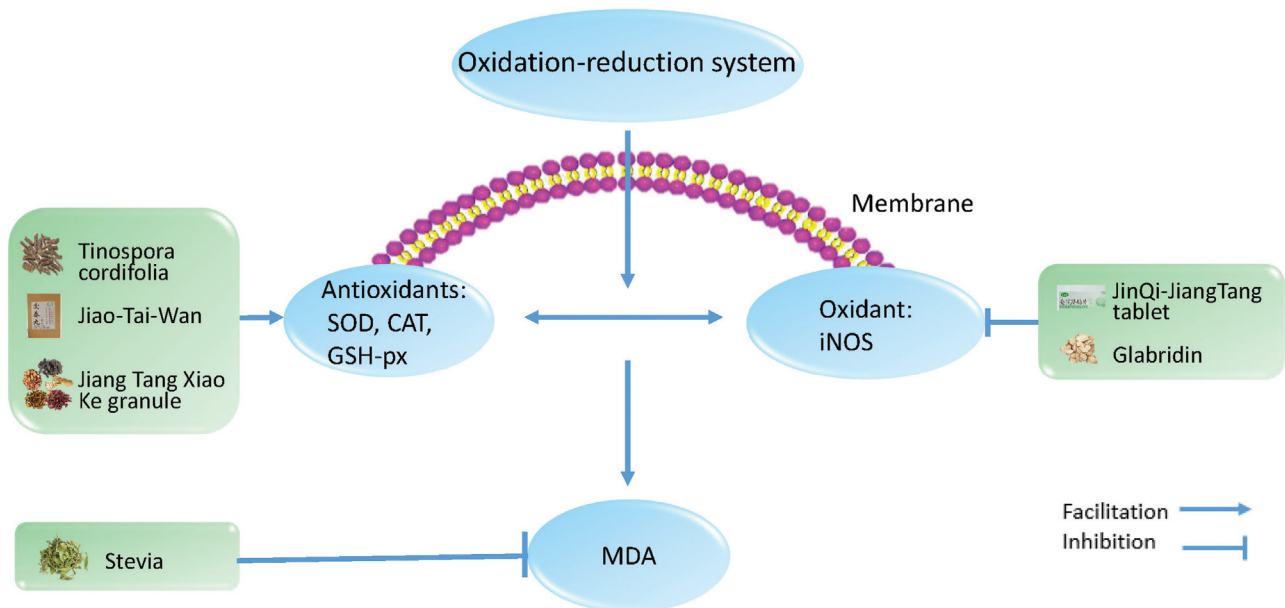 Oxidation-reduction system
Membrane
Tinospora
cordifolia
Jiao-Tai-Wan
Jiang Tang Xiao
Ke granule
Antioxidants:
SOD, CAT,
GSH-px
Oxidant:
iNOS
JinQi-JiangTang
tablet
Glabridin
Stevia
MDA
Facilitation
Inhibition